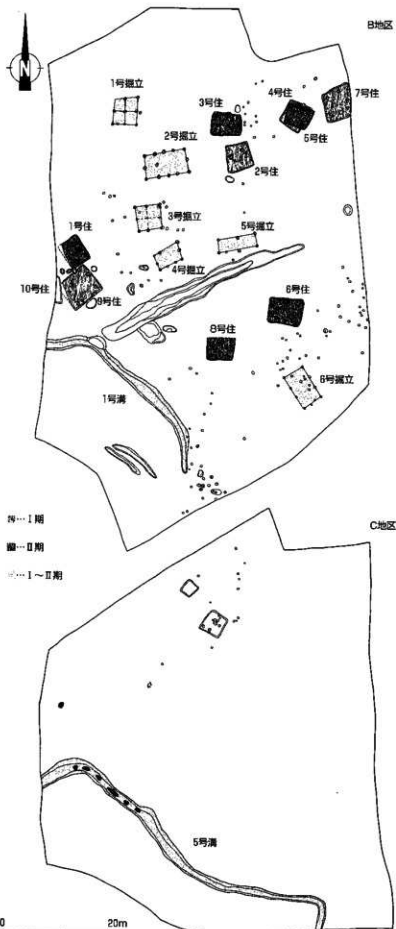 B地区
N
1号掘立
3号住
4号住
7号住
5号住
2号掘立
2号住
3号掘立
5号掘立
1号住
4号掘立
10号住
9号住
6号住
8号住
1号溝
6号掘立
…Ⅰ期
…Ⅱ期
…Ⅰ～Ⅱ期
C地区
5号溝
0 20m